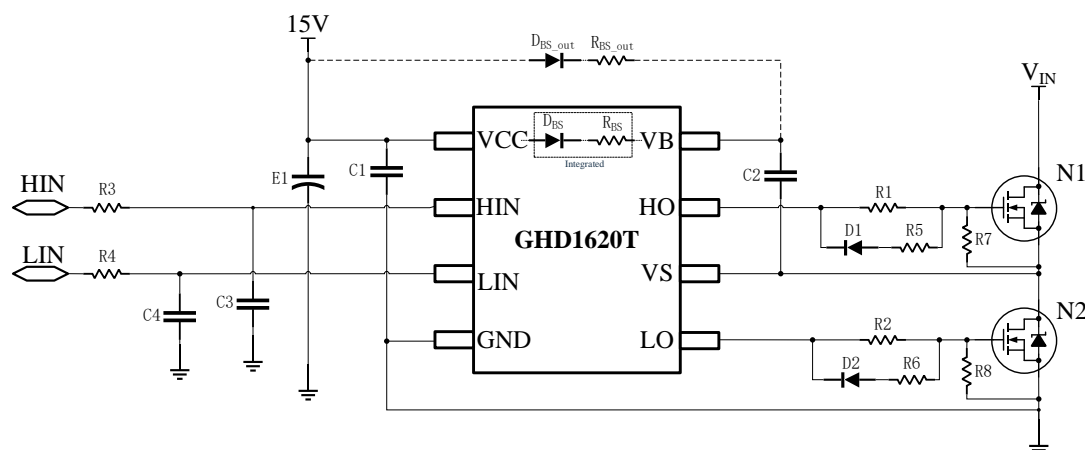 15V
DBS_out
RBS_out
VIN
DBS
RBS
VCC
VB
Integrated
E1
C1
C2
HIN
R3
HIN
HO
R1
N1
D1
R5
R7
GHD1620T
LIN
R4
LIN
VS
C4
C3
GND
LO
R2
N2
D2
R6
R8